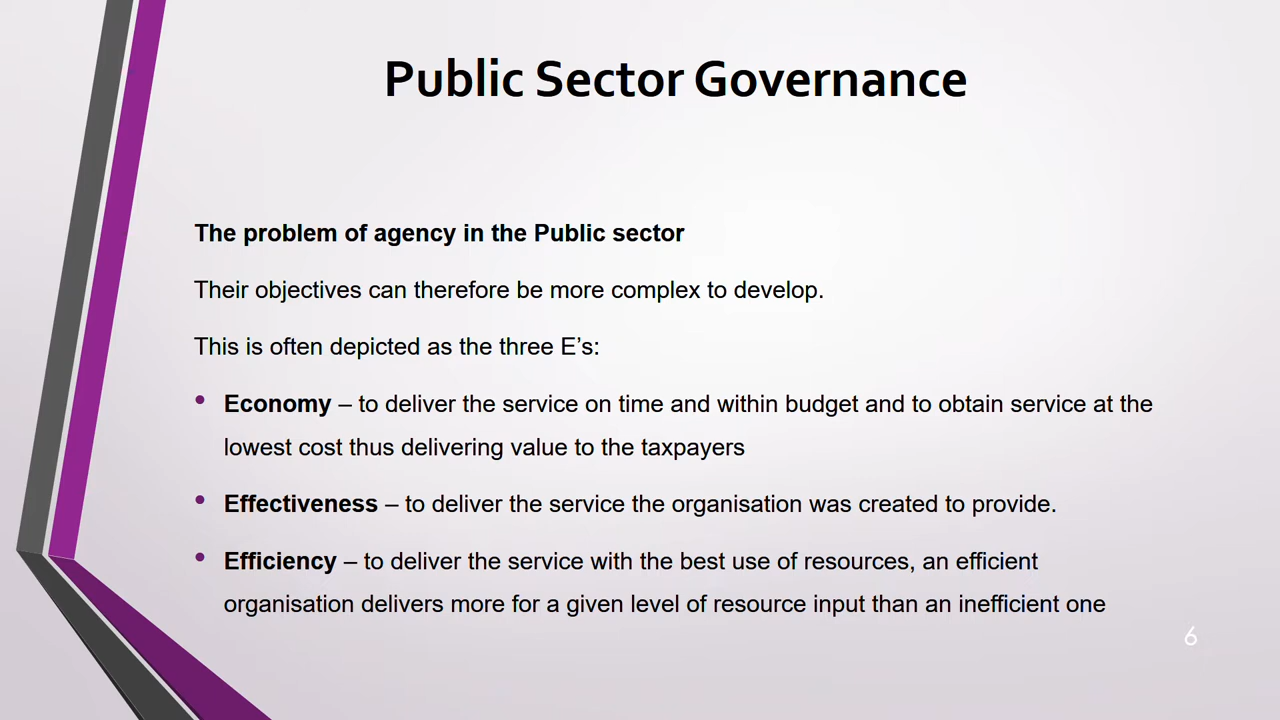 Public Sector Governance
The problem of agency in the Public sector
Their objectives can therefore be more complex to develop.
This is often depicted as the three E’s:
• Economy – to deliver the service on time and within budget and to obtain service at the
lowest cost thus delivering value to the taxpayers
• Effectiveness – to deliver the service the organisation was created to provide.
• Efficiency – to deliver the service with the best use of resources, an efficient
organisation delivers more for a given level of resource input than an inefficient one
6